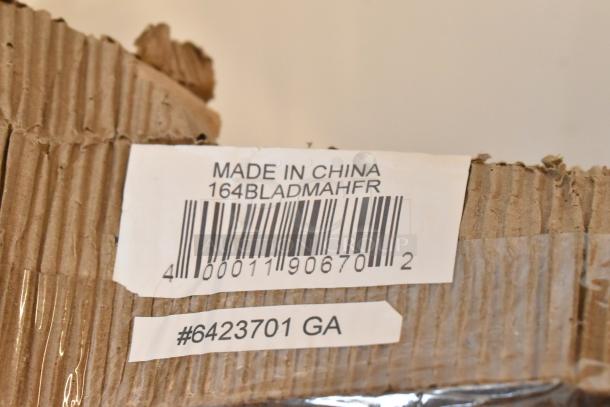 MADE IN CHINA
164BLADMAHFR
4 00011 90670 2
#6423701 GA